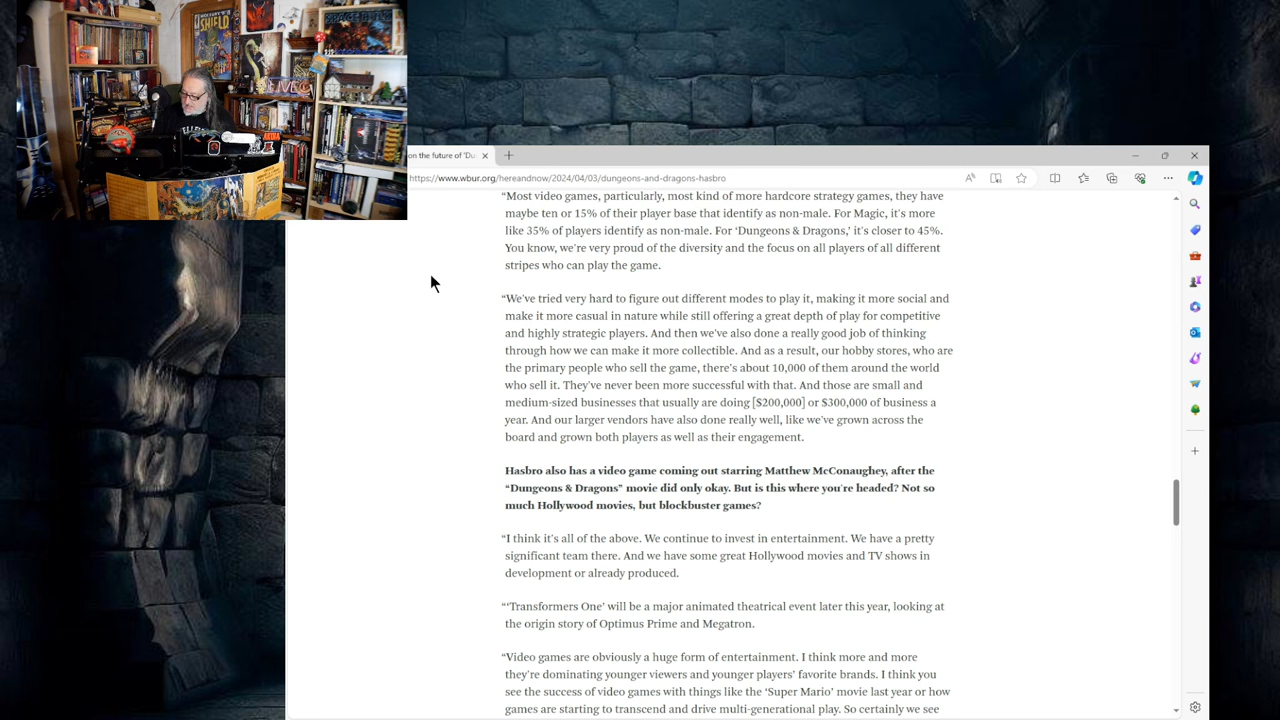 SHIELD
LIVE
on the future of 'Du
https://www.wbur.org/hereandnow/2024/04/03/dungeons-and-dragons-hasbro
“Most video games, particularly, most kind of more hardcore strategy games, they have
maybe ten or 15% of their player base that identify as non-male. For Magic, it's more
like 35% of players identify as non-male. For ‘Dungeons & Dragons,’ it's closer to 45%.
You know, we're very proud of the diversity and the focus on all players of all different
stripes who can play the game.
“We've tried very hard to figure out different modes to play it, making it more social and
make it more casual in nature while still offering a great depth of play for competitive
and highly strategic players. And then we've also done a really good job of thinking
through how we can make it more collectible. And as a result, our hobby stores, who are
the primary people who sell the game, there's about 10,000 of them around the world
who sell it. They've never been more successful with that. And those are small and
medium-sized businesses that usually are doing [$200,000] or $300,000 of business a
year. And our larger vendors have also done really well, like we've grown across the
board and grown both players as well as their engagement.
Hasbro also has a video game coming out starring Matthew McConaughey, after the
“Dungeons & Dragons” movie did only okay. But is this where you're headed? Not so
much Hollywood movies, but blockbuster games?
“I think it's all of the above. We continue to invest in entertainment. We have a pretty
significant team there. And we have some great Hollywood movies and TV shows in
development or already produced.
“‘Transformers One’ will be a major animated theatrical event later this year, looking at
the origin story of Optimus Prime and Megatron.
“Video games are obviously a huge form of entertainment. I think more and more
they're dominating younger viewers and younger players’ favorite brands. I think you
see the success of video games with things like the ‘Super Mario’ movie last year or how
games are starting to transcend and drive multi-generational play. So certainly we see